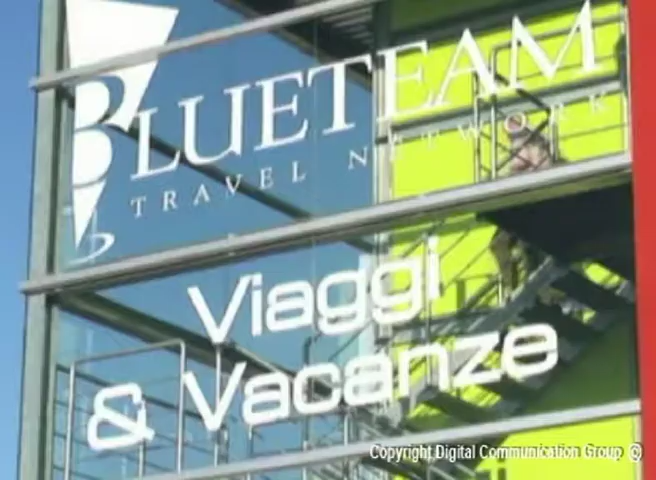 BLUETEAM
TRAVEL NETWORK
Viaggi
& Vacanze
Copyright Digital Communication Group ©